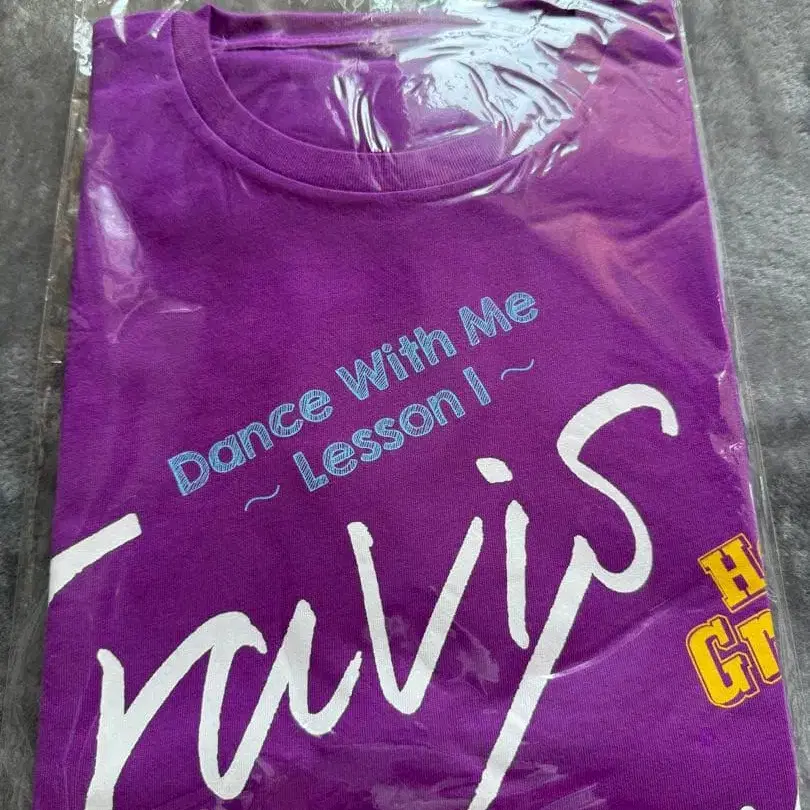 Dance With Me
~ Lesson 1 ~
Travis